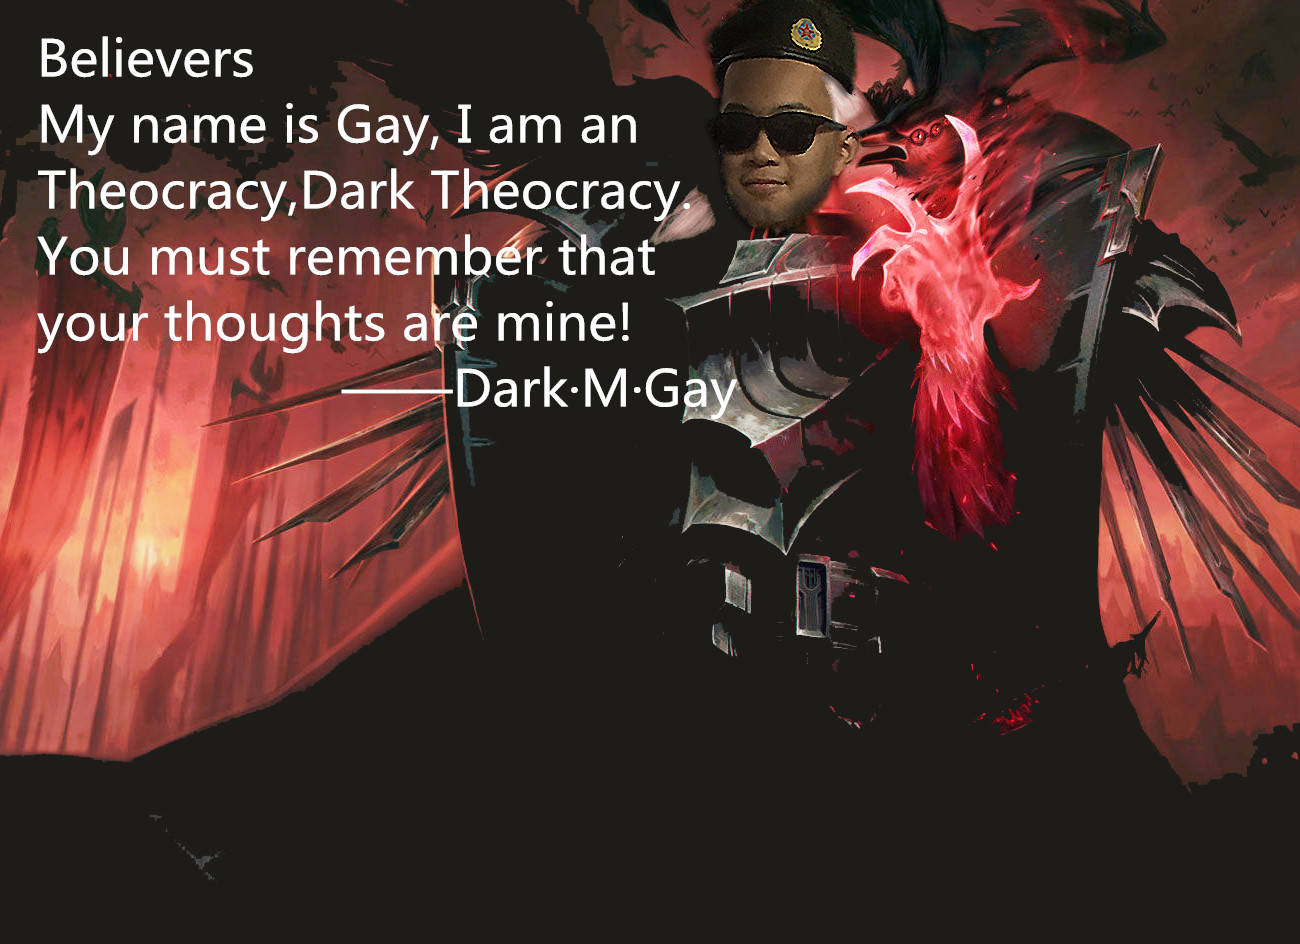 Believers
My name is Gay, I am an
Theocracy,Dark Theocracy.
You must remember that
your thoughts are mine!
——Dark·M·Gay